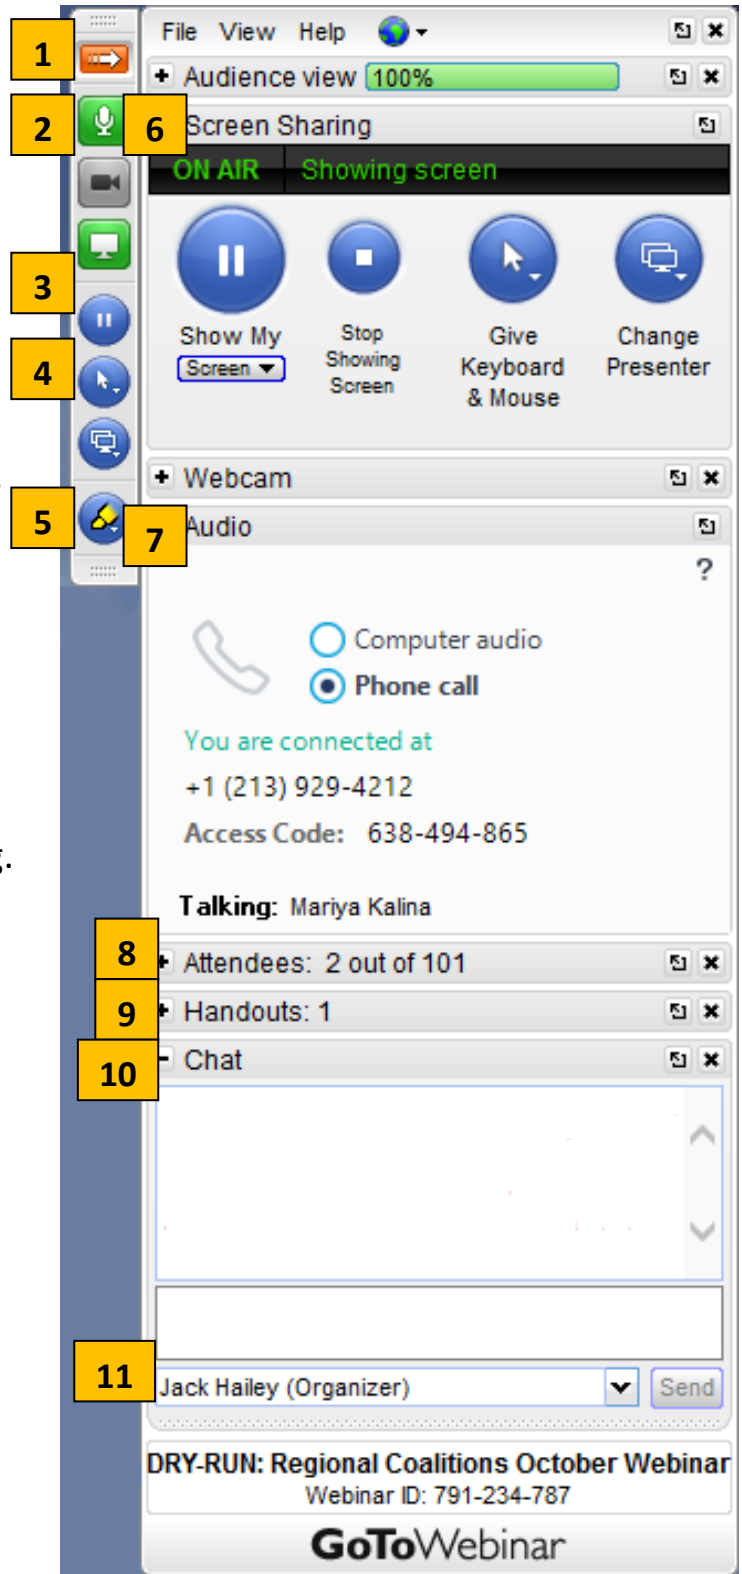 1
File View Help
Audience view 100%
2
6
Screen Sharing
ON AIR Showing screen
3
Show My
Screen
Stop
Showing
Screen
Give
Keyboard
& Mouse
Change
Presenter
4
Webcam
5
7
Audio
?
Computer audio
Phone call
You are connected at
+1 (213) 929-4212
Access Code: 638-494-865
Talking: Mariya Kalina
8
Attendees: 2 out of 101
9
Handouts: 1
10
Chat
11
Jack Hailey (Organizer)
Send
DRY-RUN: Regional Coalitions October Webinar
Webinar ID: 791-234-787
GoToWebinar